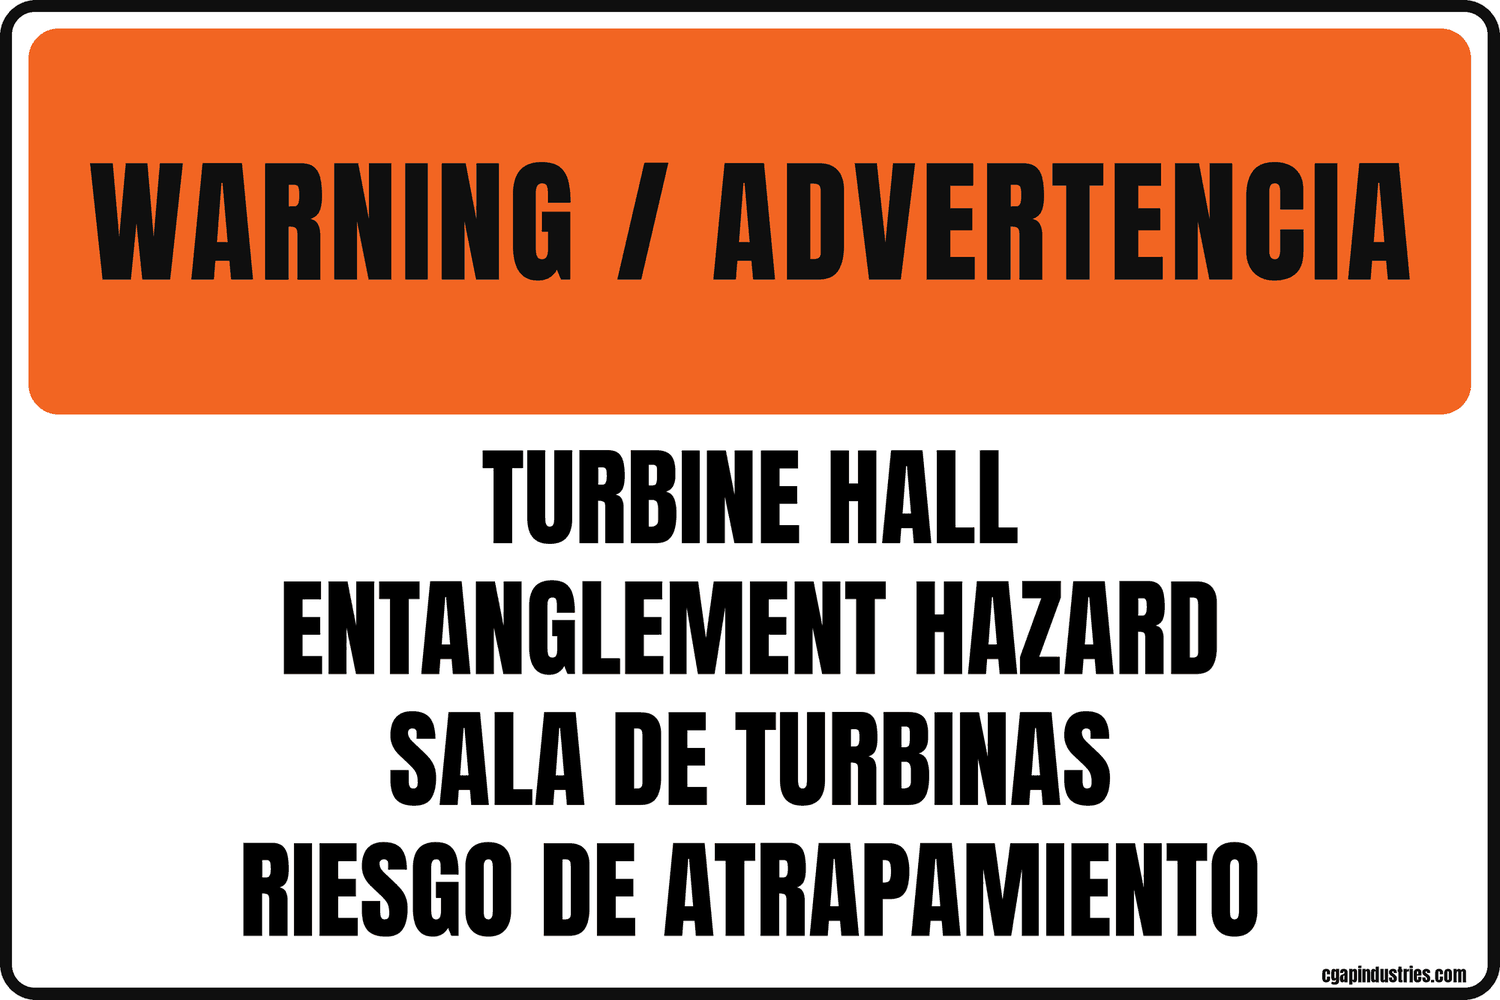 WARNING / ADVERTENCIA
TURBINE HALL
ENTANGLEMENT HAZARD
SALA DE TURBINAS
RIESGO DE ATRAPAMIENTO
cgapindustries.com